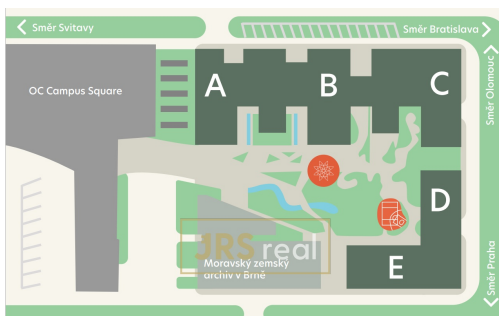 Směr Svitavy
Směr Bratislava
OC Campus Square
A
B
C
Směr Olomouc
D
JRS real
Moravský zemský
archiv v Brně
E
Směr Praha